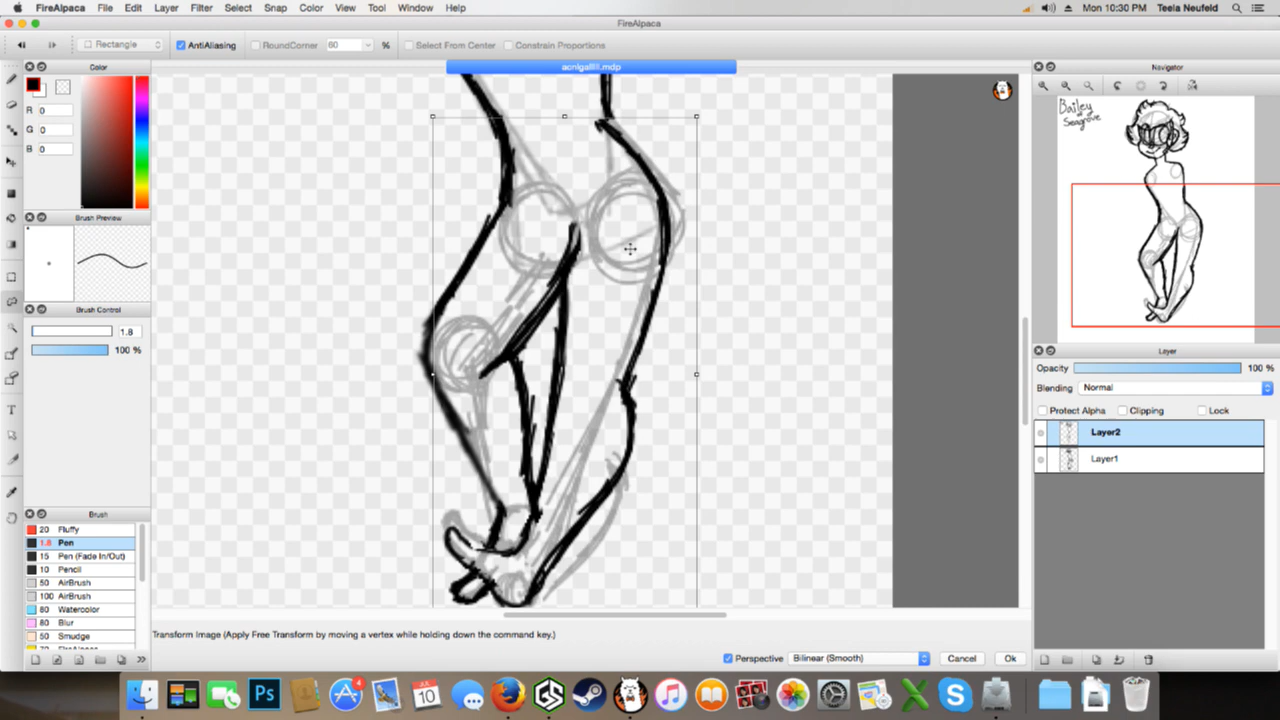 FireAlpaca File Edit Layer Filter Select Snap Color View Tool Window Help Mon 10:30 PM Teela Neufeld
FireAlpaca
Rectangle AntiAliasing RoundCorner 60 % Select From Center Constrain Proportions
Color
R 0
G 0
B 0
Brush Preview
Brush Control
1.8
100 %
Brush
20 Fluffy
1.8 Pen
15 Pen (Fade In/Out)
10 Pencil
50 AirBrush
100 AirBrush
80 Watercolor
80 Blur
50 Smudge
Transform Image (Apply Free Transform by moving a vertex while holding down the command key.)
Perspective Bilinear (Smooth) Cancel Ok
Navigator
Bailey
of
Seagrove
Layer
Opacity 100 %
Blending Normal
Protect Alpha Clipping Lock
Layer2
Layer1
4
JUL
10
Ps
X
S